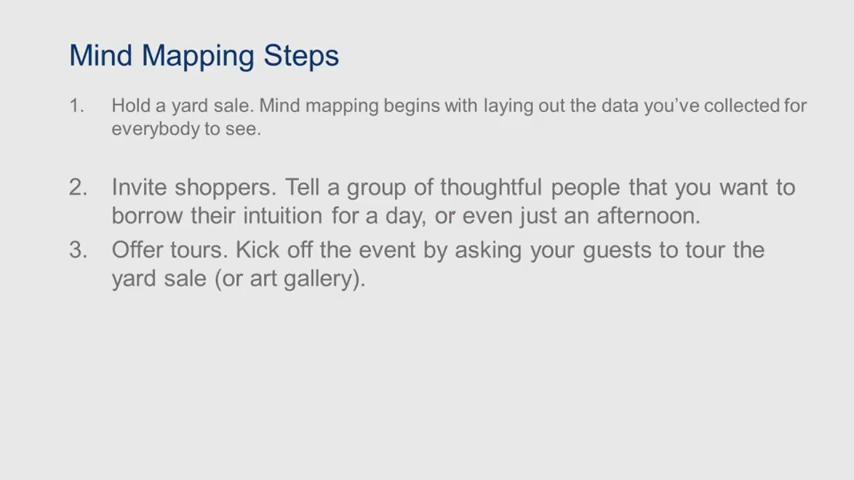 Mind Mapping Steps
1. Hold a yard sale. Mind mapping begins with laying out the data you've collected for
everybody to see.
2. Invite shoppers. Tell a group of thoughtful people that you want to
borrow their intuition for a day, or even just an afternoon.
3. Offer tours. Kick off the event by asking your guests to tour the
yard sale (or art gallery).